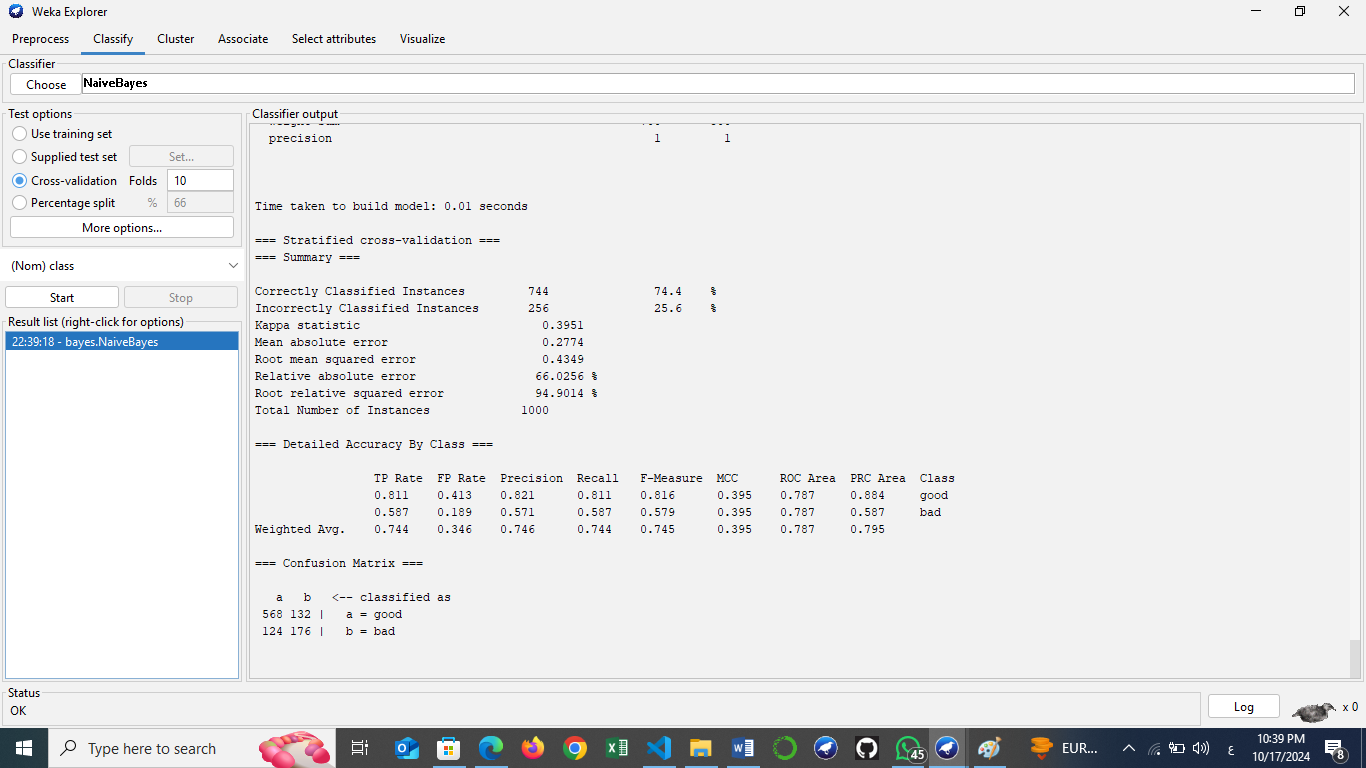 Weka Explorer
Preprocess Classify Cluster Associate Select attributes Visualize
Classifier
Choose NaiveBayes
Test options
Use training set
Supplied test set Set...
Cross-validation Folds 10
Percentage split % 66
More options...
(Nom) class
Start Stop
Result list (right-click for options)
22:39:18 - bayes.NaiveBayes
Classifier output
precision 1 1
Time taken to build model: 0.01 seconds
=== Stratified cross-validation ===
=== Summary ===
Correctly Classified Instances 744 74.4 %
Incorrectly Classified Instances 256 25.6 %
Kappa statistic 0.3951
Mean absolute error 0.2774
Root mean squared error 0.4349
Relative absolute error 66.0256 %
Root relative squared error 94.9014 %
Total Number of Instances 1000
=== Detailed Accuracy By Class ===
TP Rate FP Rate Precision Recall F-Measure MCC ROC Area PRC Area Class
0.811 0.413 0.821 0.811 0.816 0.395 0.787 0.884 good
0.587 0.189 0.571 0.587 0.579 0.395 0.787 0.587 bad
Weighted Avg. 0.744 0.346 0.746 0.744 0.745 0.395 0.787 0.795
=== Confusion Matrix ===
a b <-- classified as
568 132 | a = good
124 176 | b = bad
Status
OK
Log x 0
Type here to search
45
EUR...
ع
10:39 PM
10/17/2024
8